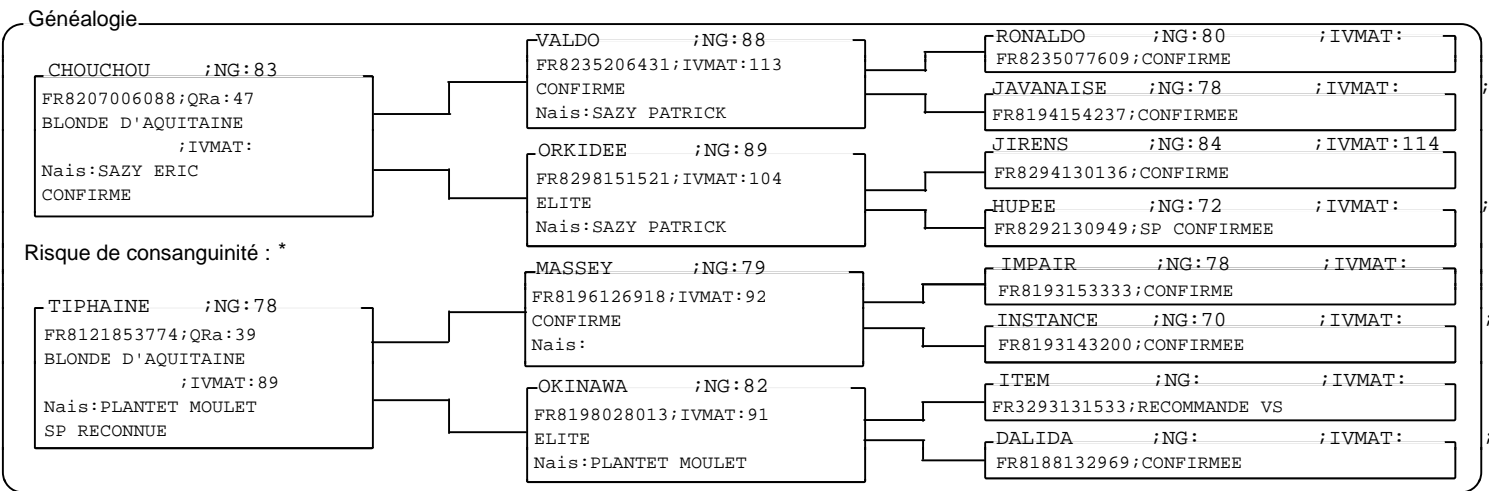 Généalogie
CHOUCHOU ;NG:83
FR8207006088;QRa:47
BLONDE D'AQUITAINE
;IVMAT:
Nais:SAZY ERIC
CONFIRME
VALDO ;NG:88
FR8235206431;IVMAT:113
CONFIRME
Nais:SAZY PATRICK
ORKIDEE ;NG:89
FR8298151521;IVMAT:104
ELITE
Nais:SAZY PATRICK
RONALDO ;NG:80 ;IVMAT:
FR8235077609;CONFIRME
JAVANAISE ;NG:78 ;IVMAT: ;
FR8194154237;CONFIRMEE
JIRENS ;NG:84 ;IVMAT:114
FR8294130136;CONFIRME
HUPEE ;NG:72 ;IVMAT: ;
FR8292130949;SP CONFIRMEE
Risque de consanguinité : *
TIPHAINE ;NG:78
FR8121853774;QRa:39
BLONDE D'AQUITAINE
;IVMAT:89
Nais:PLANTET MOULET
SP RECONNUE
MASSEY ;NG:79
FR8196126918;IVMAT:92
CONFIRME
Nais:
OKINAWA ;NG:82
FR8198028013;IVMAT:91
ELITE
Nais:PLANTET MOULET
IMPAIR ;NG:78 ;IVMAT:
FR8193153333;CONFIRME
INSTANCE ;NG:70 ;IVMAT: ;
FR8193143200;CONFIRMEE
ITEM ;NG: ;IVMAT:
FR3293131533;RECOMMANDE VS
DALIDA ;NG: ;IVMAT: ;
FR8188132969;CONFIRMEE